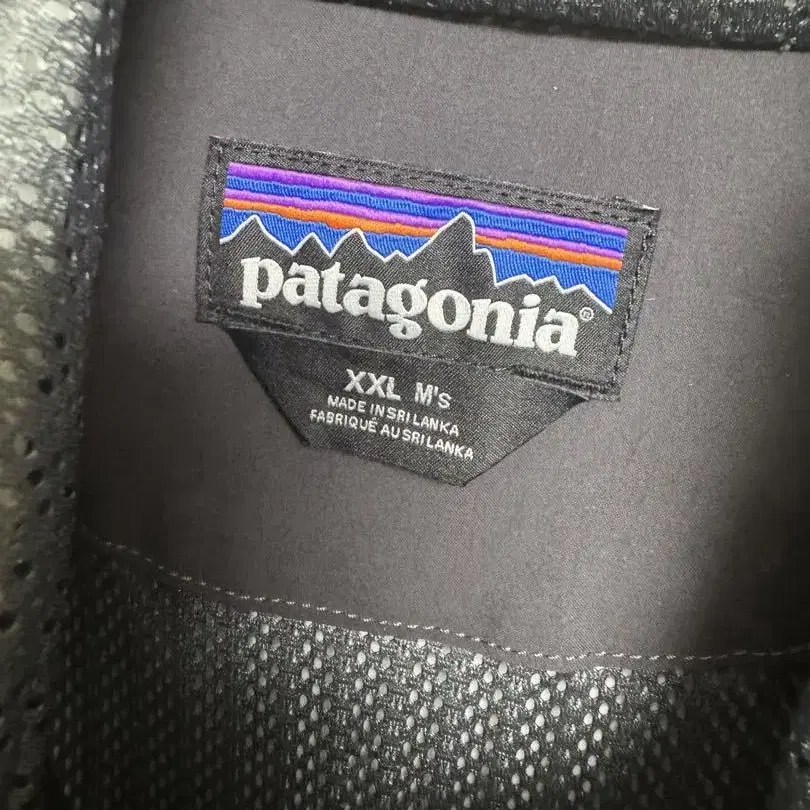 patagonia®
XXL M's
MADE IN SRI LANKA
FABRIQUÉ AU SRI LANKA